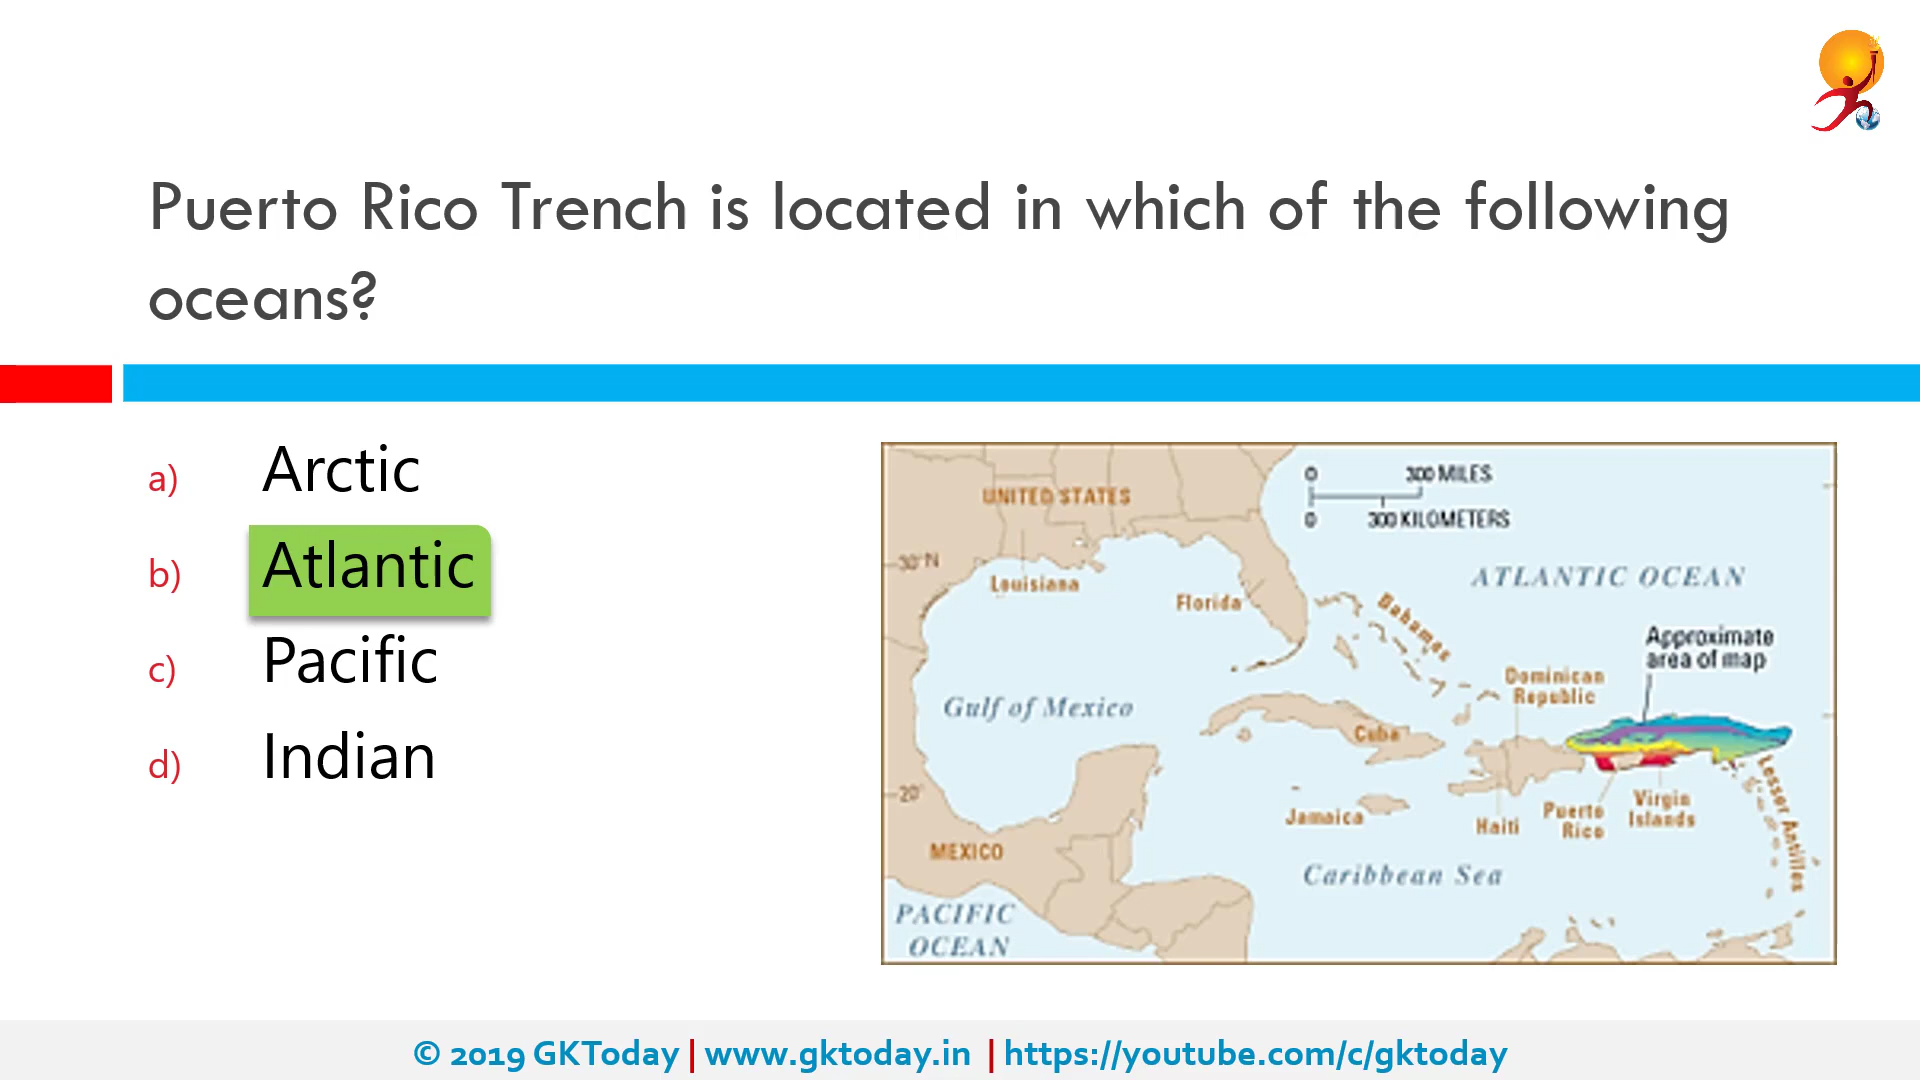 Puerto Rico Trench is located in which of the following
oceans?
a) Arctic
b) Atlantic
c) Pacific
d) Indian
0 300 MILES
0 300 KILOMETERS
UNITED STATES
30°N
Louisiana
Florida
Bahamas
ATLANTIC OCEAN
Approximate
area of map
Dominican
Republic
Gulf of Mexico
Cuba
20°
Jamaica
Haiti
Puerto
Rico
Virgin
Islands
Lesser Antilles
MEXICO
Caribbean Sea
PACIFIC
OCEAN
© 2019 GKToday | www.gktoday.in | https://youtube.com/c/gktoday